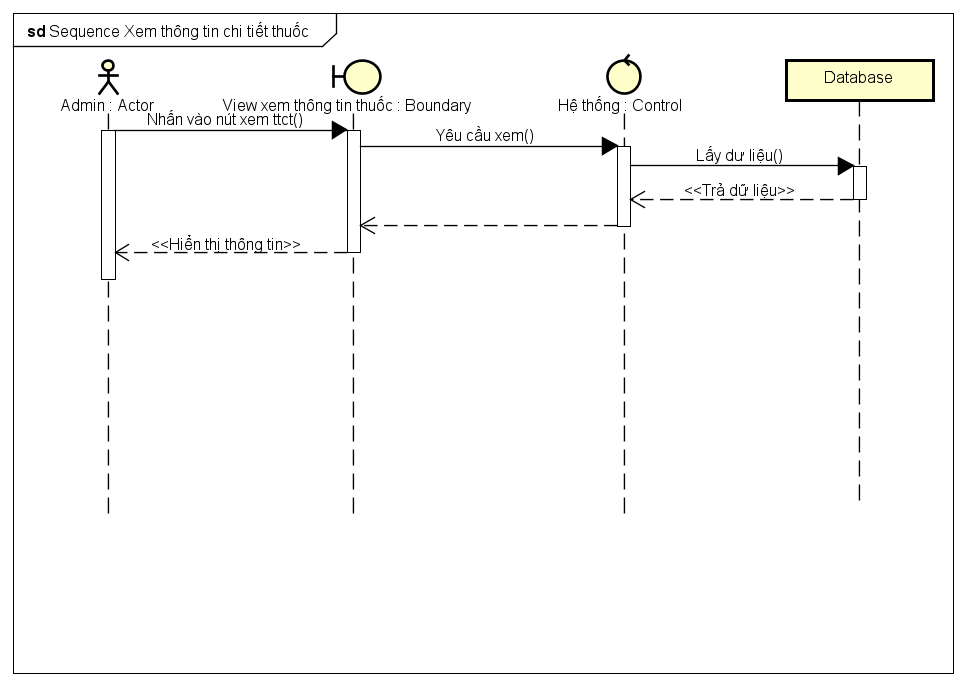 sd Sequence Xem thông tin chi tiết thuốc
Admin : Actor
View xem thông tin thuốc : Boundary
Hệ thống : Control
Database
Nhấn vào nút xem ttct()
Yêu cầu xem()
Lấy dư liệu()
<<Trả dữ liệu>>
<<Hiển thị thông tin>>